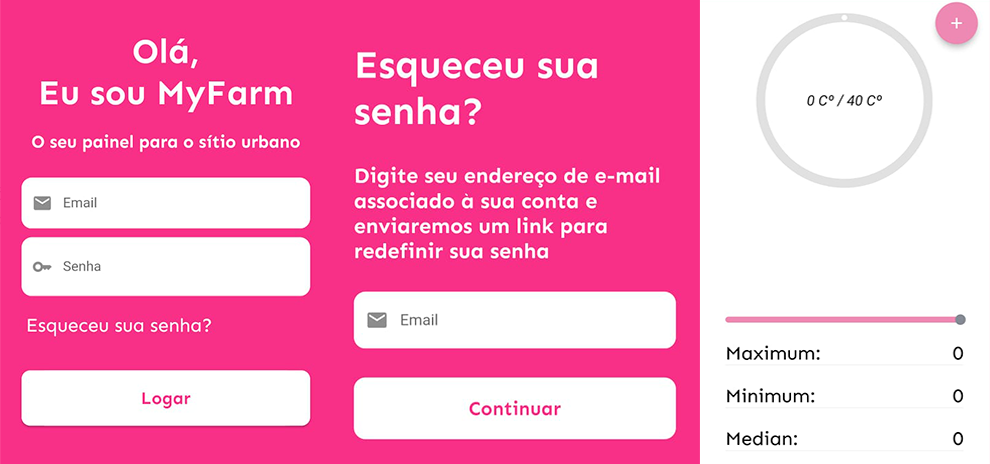 Olá,
Eu sou MyFarm
O seu painel para o sítio urbano
Email
Senha
Esqueceu sua senha?
Logar
Esqueceu sua
senha?
Digite seu endereço de e-mail
associado à sua conta e
enviaremos um link para
redefinir sua senha
Email
Continuar
+
0 Cº / 40 Cº
Maximum: 0
Minimum: 0
Median: 0